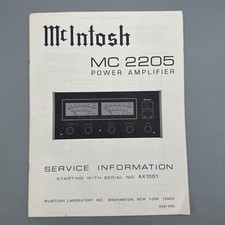 McIntosh
MC 2205
POWER AMPLIFIER
SERVICE INFORMATION
STARTING WITH SERIAL NO. AX1001
McINTOSH LABORATORY INC. BINGHAMTON, NEW YORK 13903